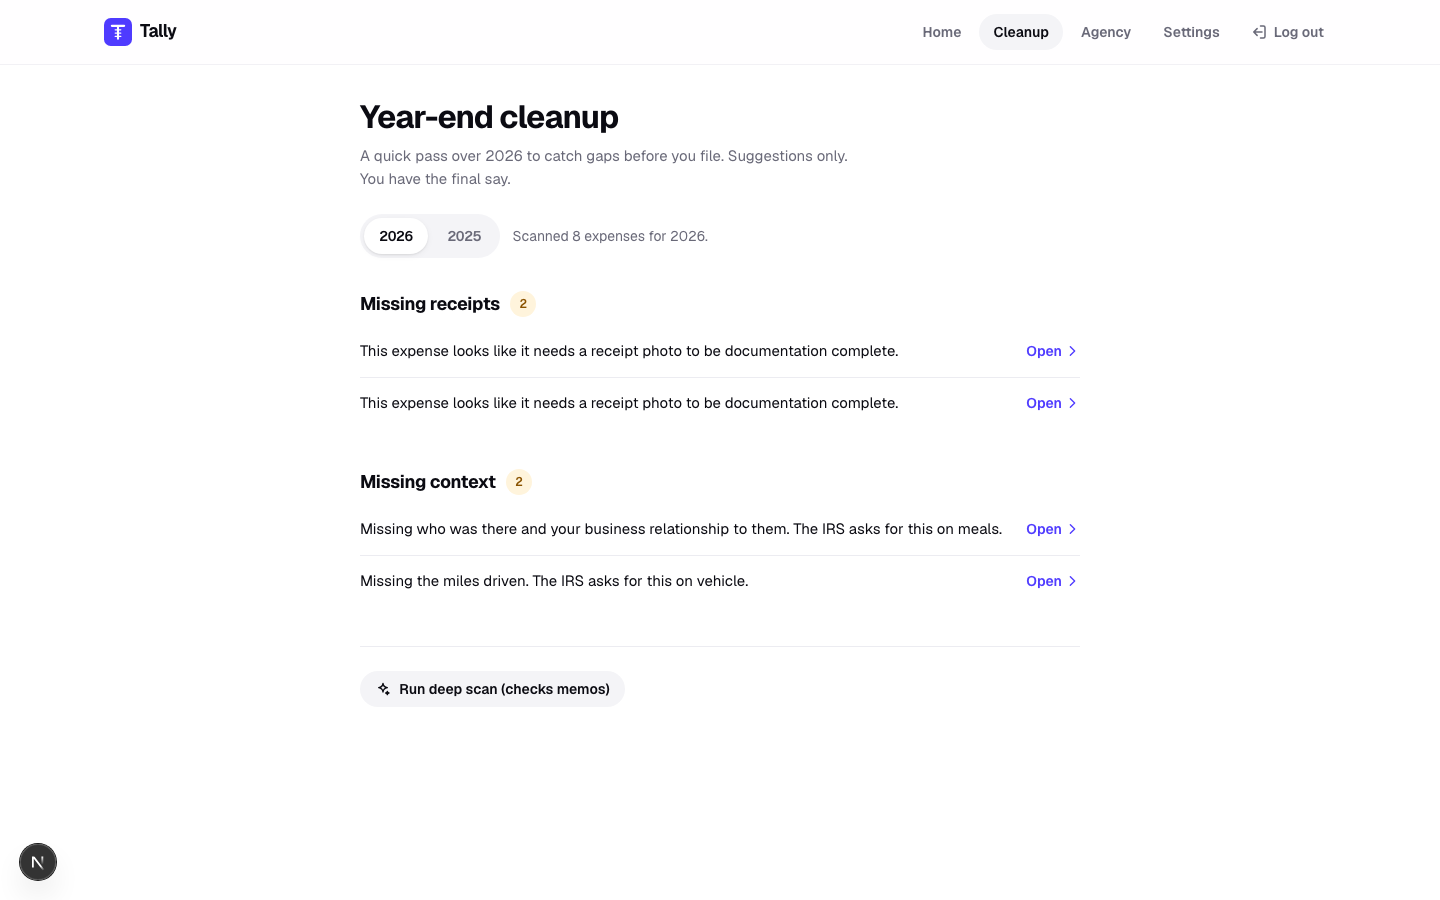 Tally
Home
Cleanup
Agency
Settings
Log out
Year-end cleanup
A quick pass over 2026 to catch gaps before you file. Suggestions only.
You have the final say.
2026
2025
Scanned 8 expenses for 2026.
Missing receipts
2
This expense looks like it needs a receipt photo to be documentation complete.
Open
This expense looks like it needs a receipt photo to be documentation complete.
Open
Missing context
2
Missing who was there and your business relationship to them. The IRS asks for this on meals.
Open
Missing the miles driven. The IRS asks for this on vehicle.
Open
Run deep scan (checks memos)
N